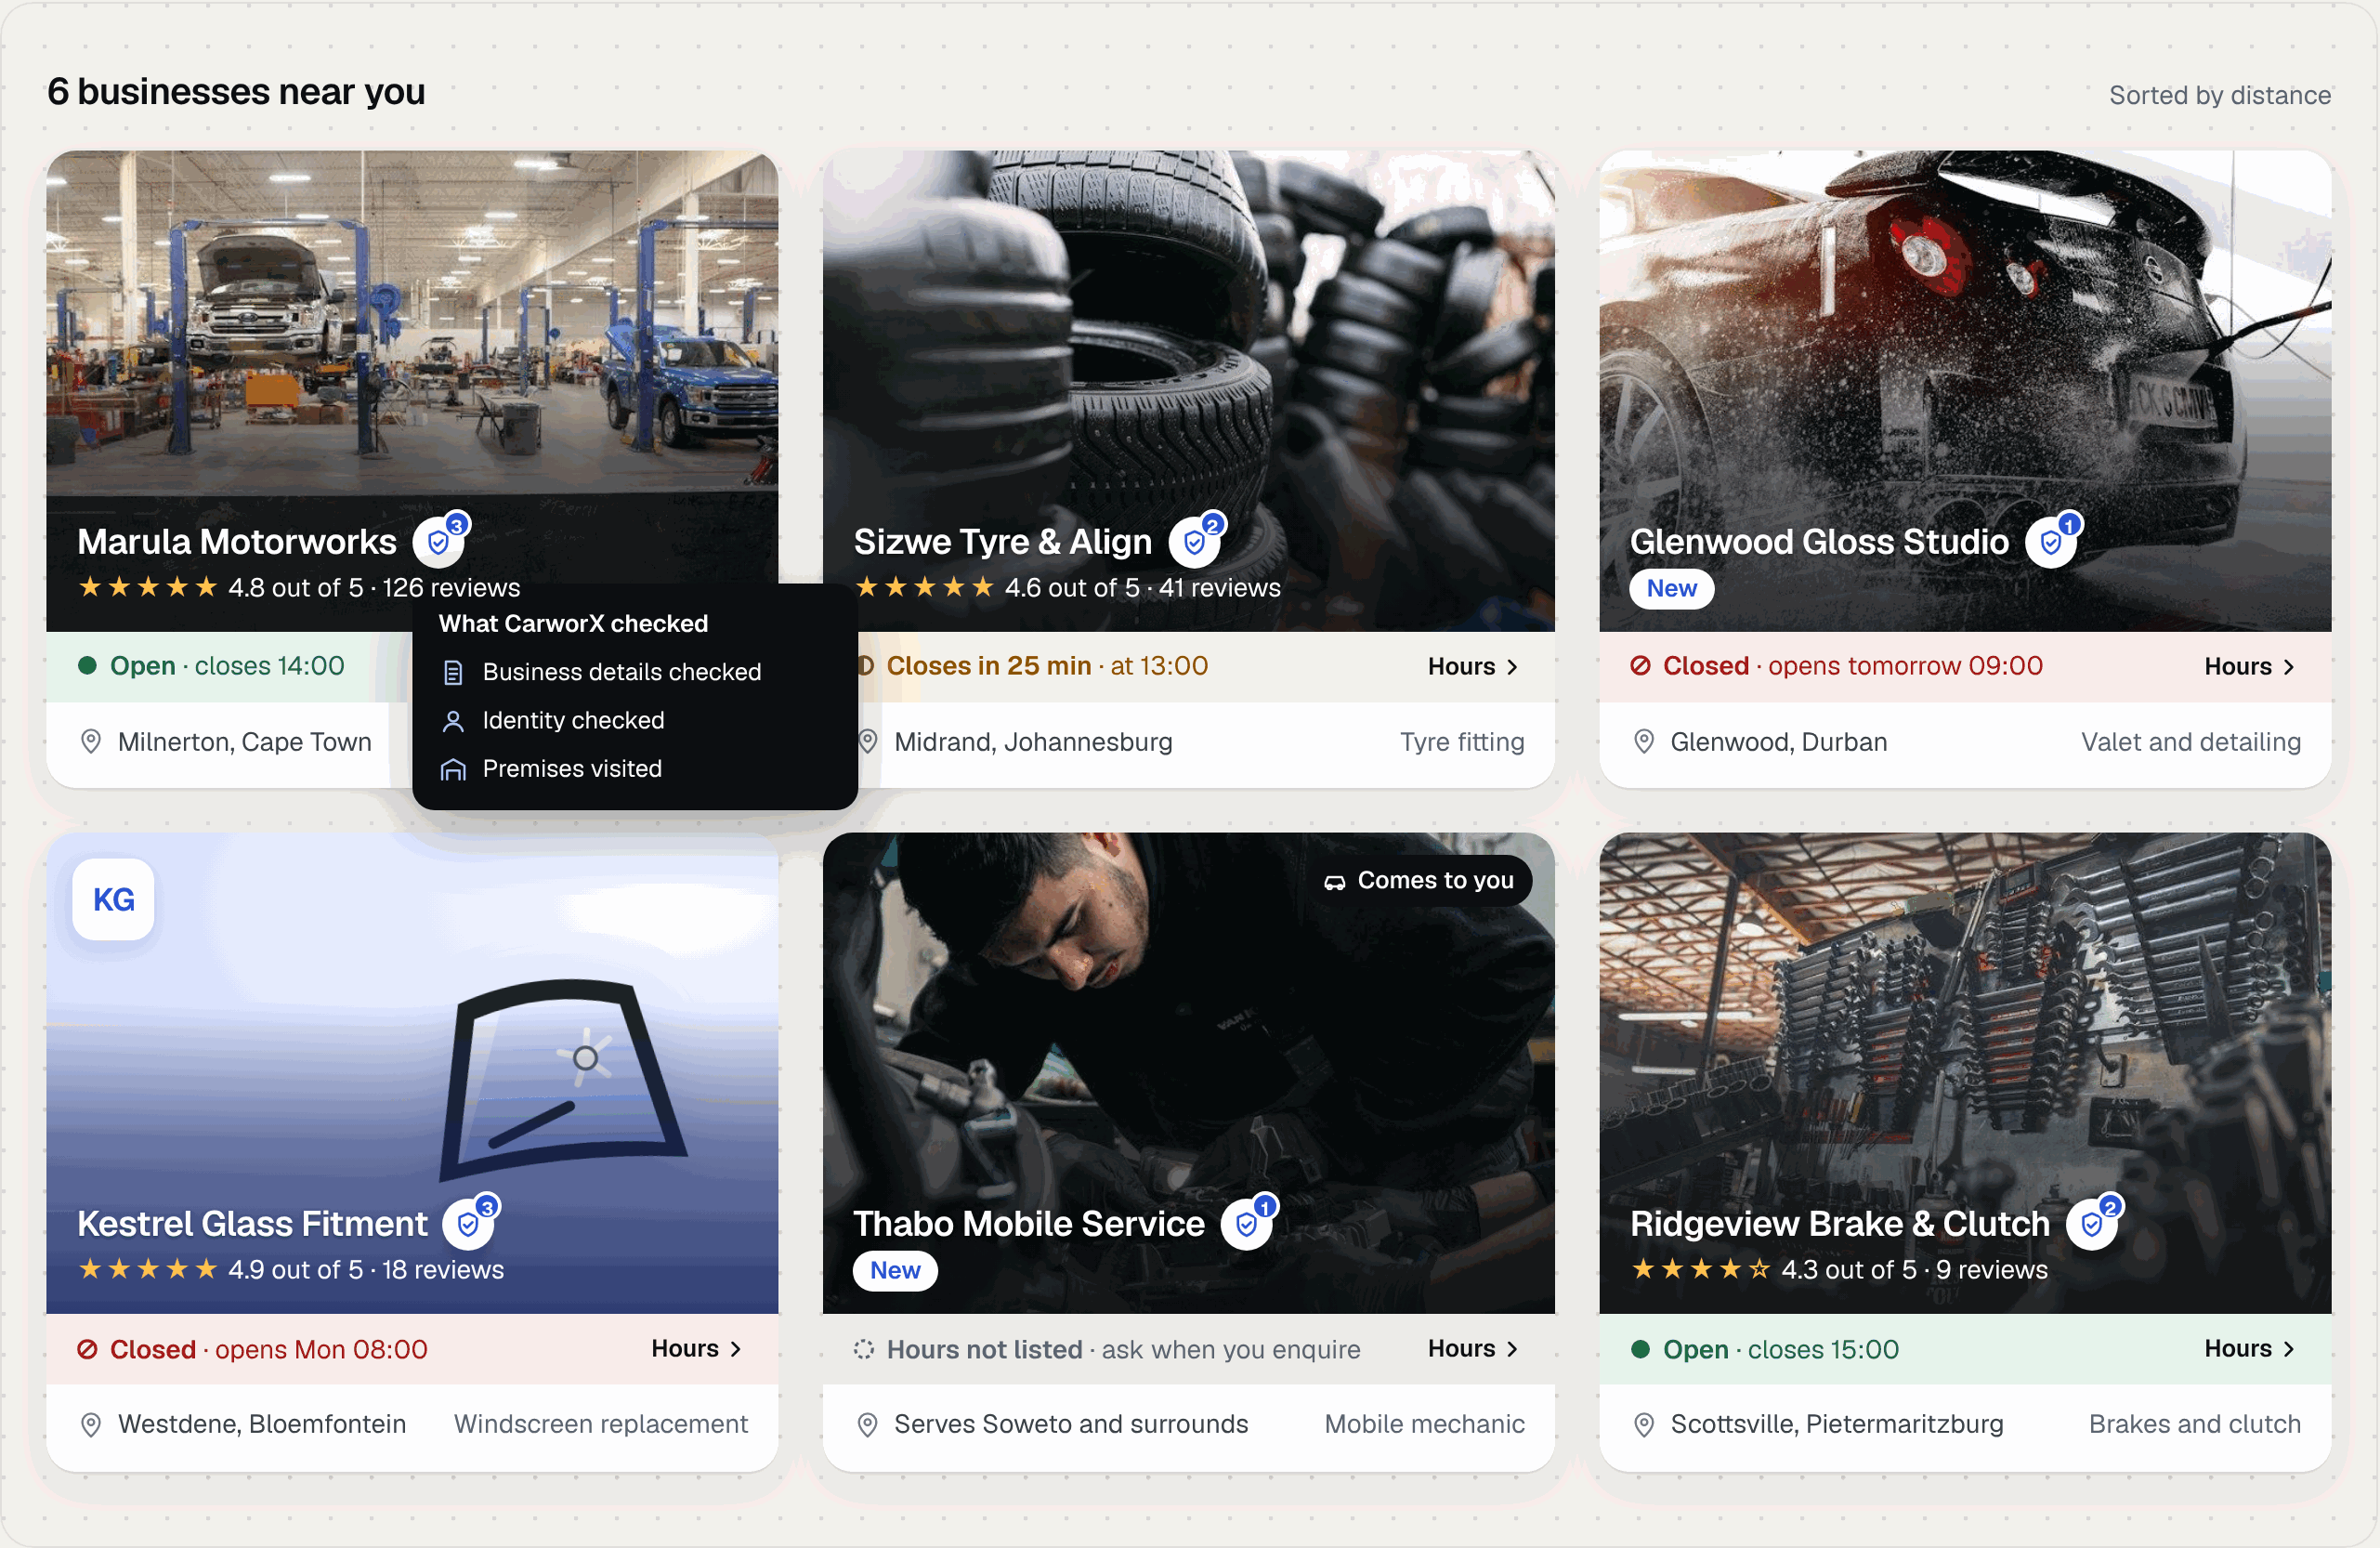 6 businesses near you
Sorted by distance
Marula Motorworks 3
★★★★★ 4.8 out of 5 · 126 reviews
Open · closes 14:00
Milnerton, Cape Town
What CarworX checked
Business details checked
Identity checked
Premises visited
Sizwe Tyre & Align 2
★★★★★ 4.6 out of 5 · 41 reviews
Closes in 25 min · at 13:00
Hours
Midrand, Johannesburg
Tyre fitting
Glenwood Gloss Studio 1
New
Closed · opens tomorrow 09:00
Hours
Glenwood, Durban
Valet and detailing
KG
Kestrel Glass Fitment 3
★★★★★ 4.9 out of 5 · 18 reviews
Closed · opens Mon 08:00
Hours
Westdene, Bloemfontein
Windscreen replacement
Comes to you
Thabo Mobile Service 1
New
Hours not listed · ask when you enquire
Hours
Serves Soweto and surrounds
Mobile mechanic
Ridgeview Brake & Clutch 2
★★★★☆ 4.3 out of 5 · 9 reviews
Open · closes 15:00
Hours
Scottsville, Pietermaritzburg
Brakes and clutch